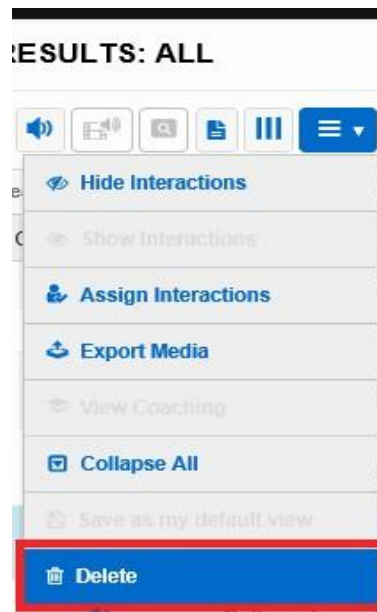 RESULTS: ALL
Hide Interactions
Show Interactions
Assign Interactions
Export Media
View Coaching
Collapse All
Save as my default view
Delete